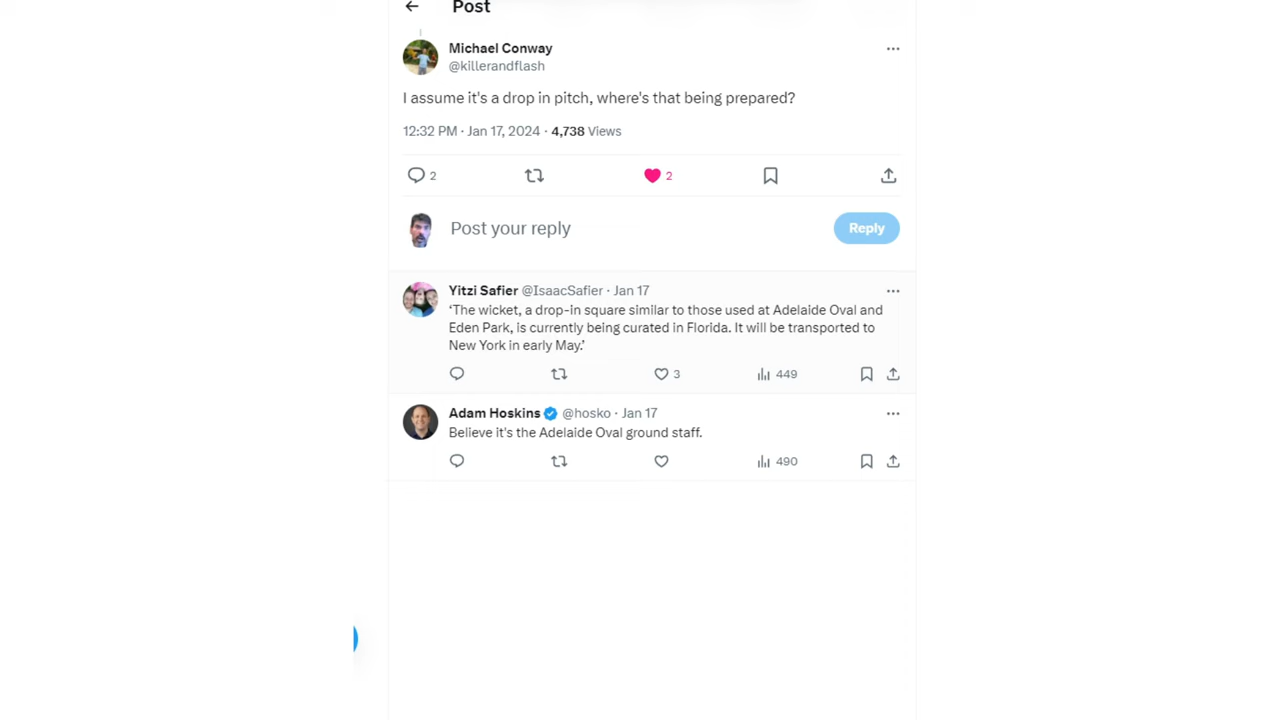 Post
Michael Conway
@killerandflash
I assume it's a drop in pitch, where's that being prepared?
12:32 PM · Jan 17, 2024 · 4,738 Views
2 2
Post your reply Reply
Yitzi Safier @IsaacSafier · Jan 17
‘The wicket, a drop-in square similar to those used at Adelaide Oval and
Eden Park, is currently being curated in Florida. It will be transported to
New York in early May.’
3 449
Adam Hoskins @hosko · Jan 17
Believe it's the Adelaide Oval ground staff.
490